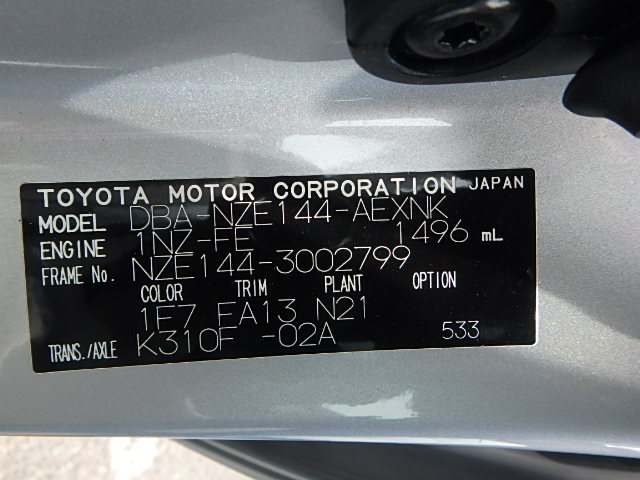 TOYOTA MOTOR CORPORATION JAPAN
MODEL DBA-NZE144-AEXNK
ENGINE 1NZ-FE 1496 mL
FRAME No. NZE144-3002799
COLOR TRIM PLANT OPTION
1F7 FA13 N21
TRANS./AXLE K310F -02A 533